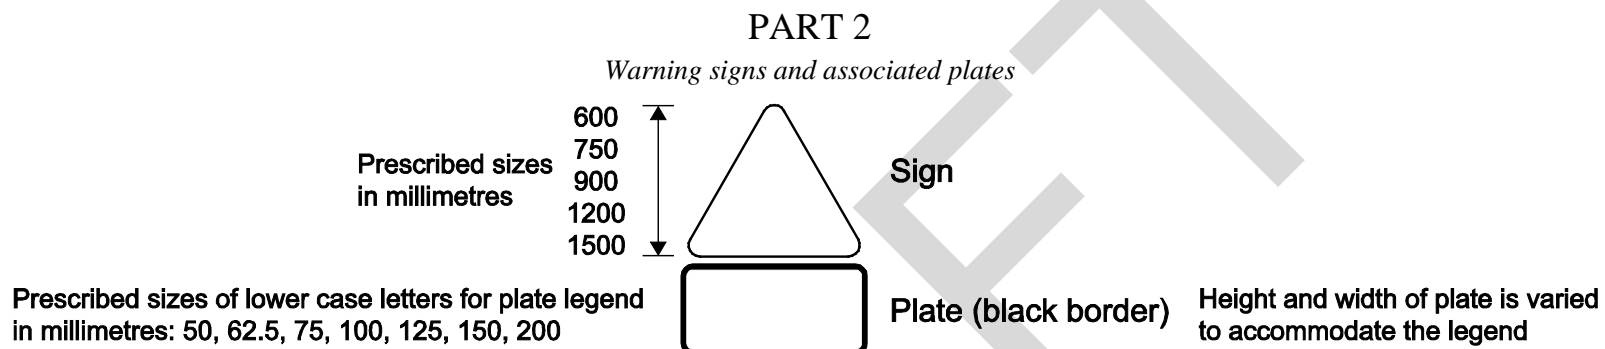 PART 2
Warning signs and associated plates
600
750
900
1200
1500
Prescribed sizes
in millimetres
Sign
Prescribed sizes of lower case letters for plate legend
in millimetres: 50, 62.5, 75, 100, 125, 150, 200
Plate (black border)
Height and width of plate is varied
to accommodate the legend